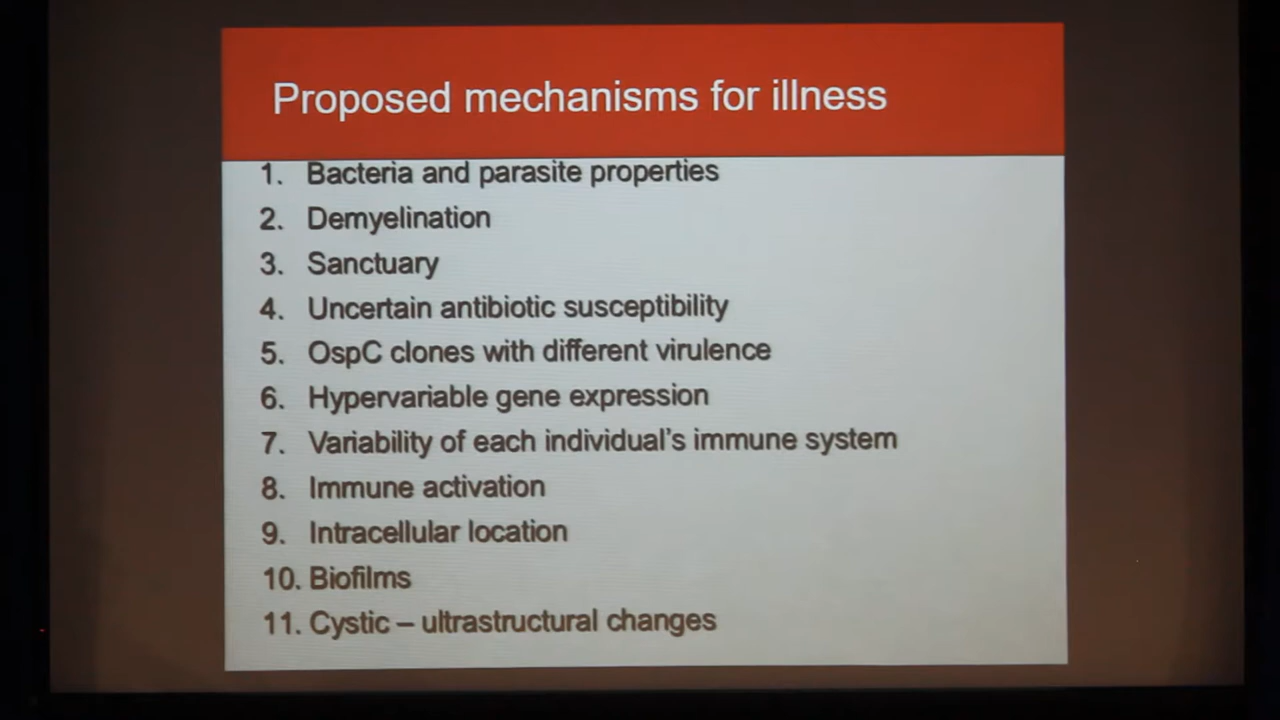 Proposed mechanisms for illness
1. Bacteria and parasite properties
2. Demyelination
3. Sanctuary
4. Uncertain antibiotic susceptibility
5. OspC clones with different virulence
6. Hypervariable gene expression
7. Variability of each individual's immune system
8. Immune activation
9. Intracellular location
10. Biofilms
11. Cystic – ultrastructural changes